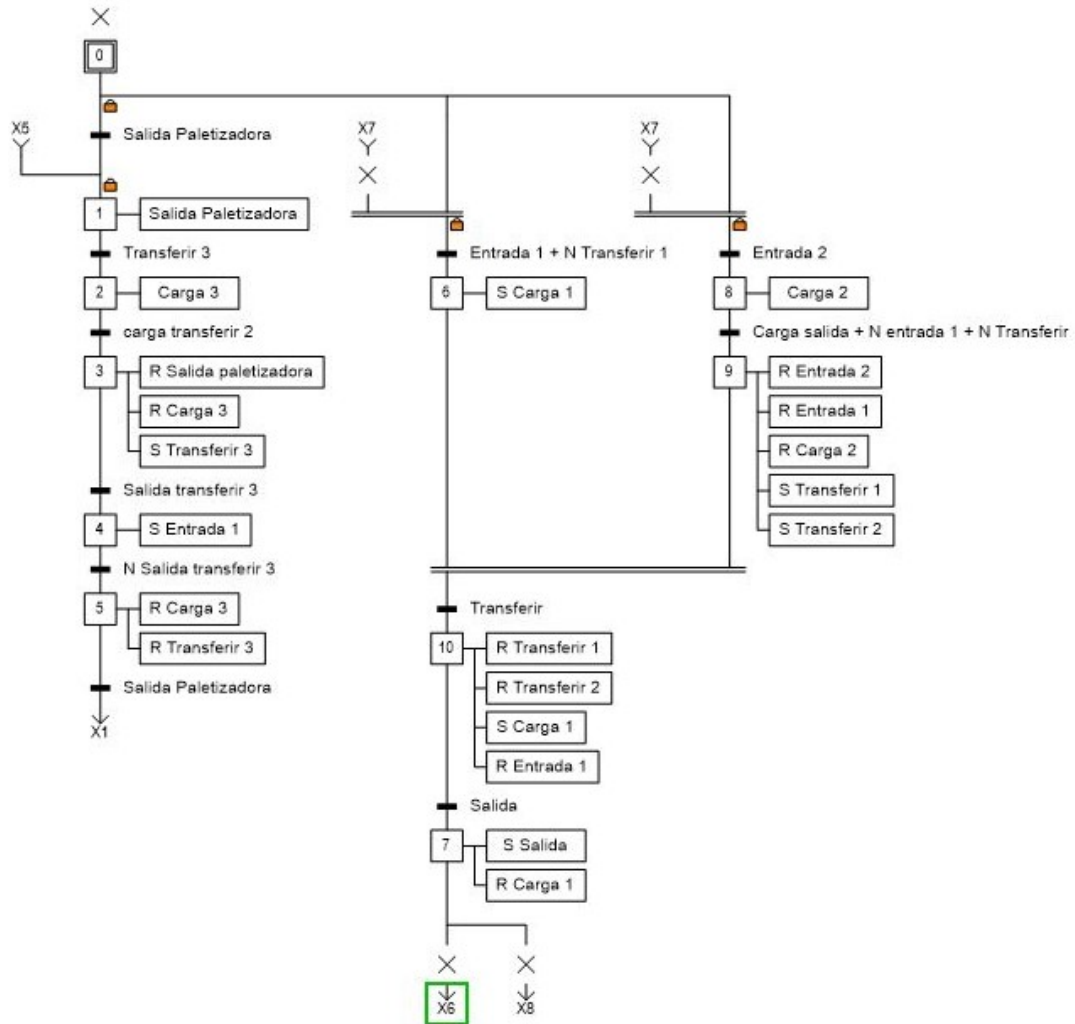 0
Salida Paletizadora
X5
X7
X7
1
Salida Paletizadora
Transferir 3
Entrada 1 + N Transferir 1
Entrada 2
2
Carga 3
6
S Carga 1
8
Carga 2
carga transferir 2
Carga salida + N entrada 1 + N Transferir
3
R Salida paletizadora
9
R Entrada 2
R Carga 3
R Entrada 1
S Transferir 3
R Carga 2
Salida transferir 3
S Transferir 1
4
S Entrada 1
S Transferir 2
N Salida transferir 3
5
R Carga 3
Transferir
R Transferir 3
10
R Transferir 1
Salida Paletizadora
R Transferir 2
X1
S Carga 1
R Entrada 1
Salida
7
S Salida
R Carga 1
X6
X8